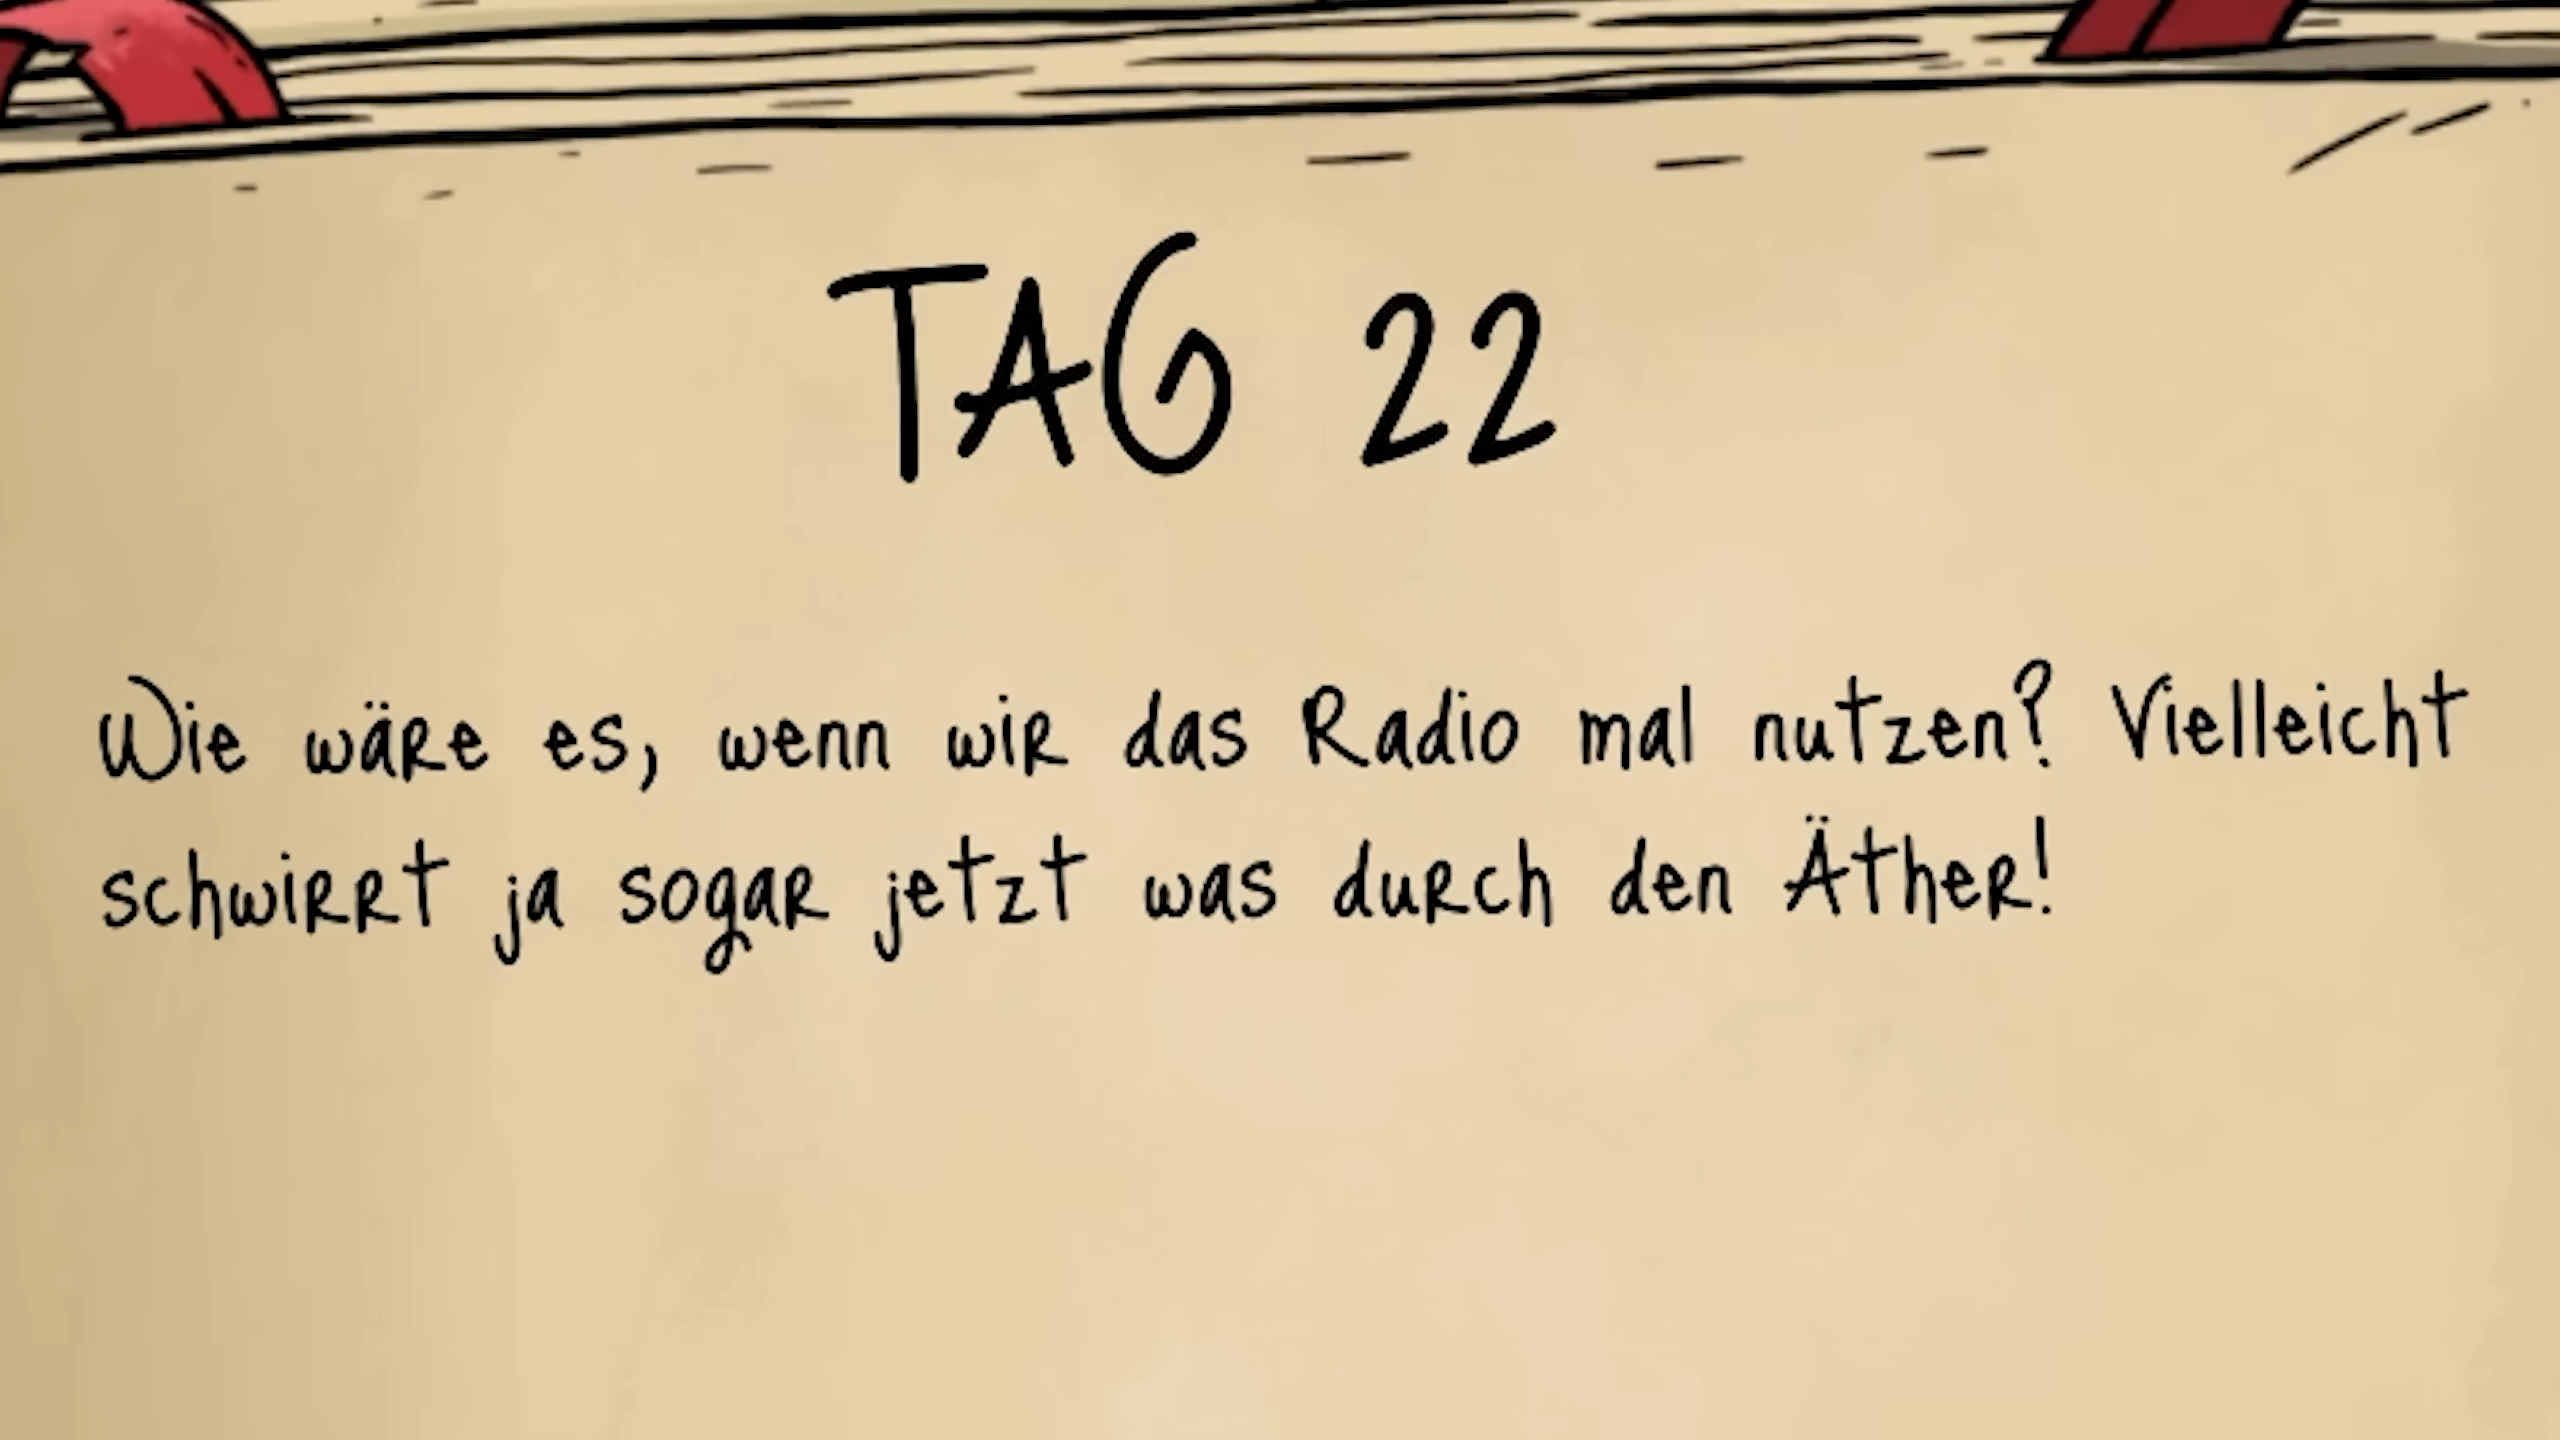 TAG 22
Wie wäre es, wenn wir das Radio mal nutzen? Vielleicht
schwirrt ja sogar jetzt was durch den Äther!